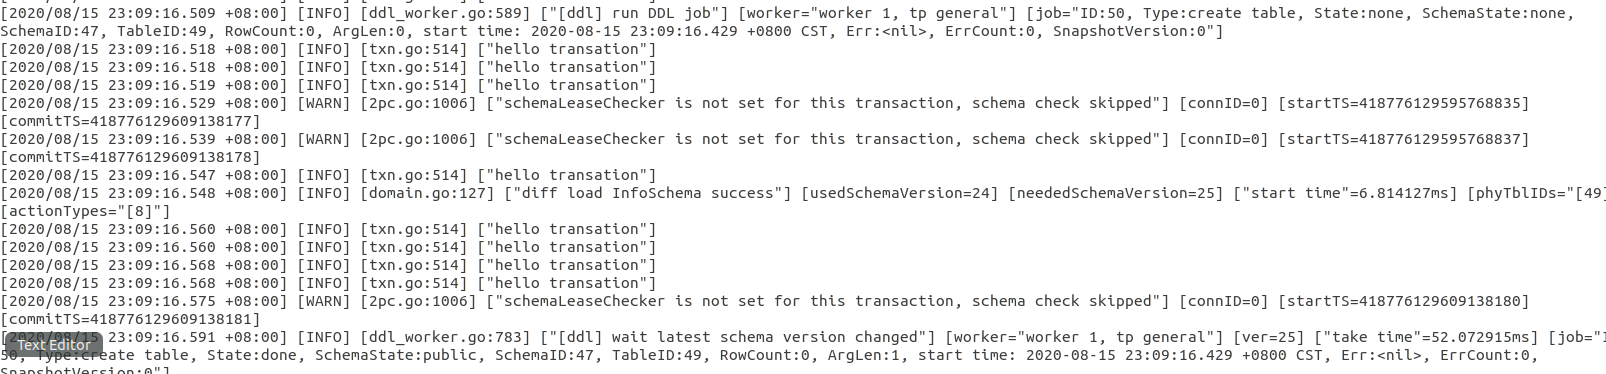 [2020/08/15 23:09:16.509 +08:00] [INFO] [ddl_worker.go:589] ["[ddl] run DDL job"] [worker="worker 1, tp general"] [job="ID:50, Type:create table, State:none, SchemaState:none,
SchemaID:47, TableID:49, RowCount:0, ArgLen:0, start time: 2020-08-15 23:09:16.429 +0800 CST, Err:<nil>, ErrCount:0, SnapshotVersion:0"]
[2020/08/15 23:09:16.518 +08:00] [INFO] [txn.go:514] ["hello transation"]
[2020/08/15 23:09:16.518 +08:00] [INFO] [txn.go:514] ["hello transation"]
[2020/08/15 23:09:16.519 +08:00] [INFO] [txn.go:514] ["hello transation"]
[2020/08/15 23:09:16.529 +08:00] [WARN] [2pc.go:1006] ["schemaLeaseChecker is not set for this transaction, schema check skipped"] [connID=0] [startTS=418776129595768835]
[commitTS=418776129609138177]
[2020/08/15 23:09:16.539 +08:00] [WARN] [2pc.go:1006] ["schemaLeaseChecker is not set for this transaction, schema check skipped"] [connID=0] [startTS=418776129595768837]
[commitTS=418776129609138178]
[2020/08/15 23:09:16.547 +08:00] [INFO] [txn.go:514] ["hello transation"]
[2020/08/15 23:09:16.548 +08:00] [INFO] [domain.go:127] ["diff load InfoSchema success"] [usedSchemaVersion=24] [neededSchemaVersion=25] ["start time"=6.814127ms] [phyTblIDs="[49]
[actionTypes="[8]"]
[2020/08/15 23:09:16.560 +08:00] [INFO] [txn.go:514] ["hello transation"]
[2020/08/15 23:09:16.560 +08:00] [INFO] [txn.go:514] ["hello transation"]
[2020/08/15 23:09:16.568 +08:00] [INFO] [txn.go:514] ["hello transation"]
[2020/08/15 23:09:16.568 +08:00] [INFO] [txn.go:514] ["hello transation"]
[2020/08/15 23:09:16.575 +08:00] [WARN] [2pc.go:1006] ["schemaLeaseChecker is not set for this transaction, schema check skipped"] [connID=0] [startTS=418776129609138180]
[commitTS=418776129609138181]
[2020/08/15 23:09:16.591 +08:00] [INFO] [ddl_worker.go:783] ["[ddl] wait latest schema version changed"] [worker="worker 1, tp general"] [ver=25] ["take time"=52.072915ms] [job="I
Text Editor
50, Type:create table, State:done, SchemaState:public, SchemaID:47, TableID:49, RowCount:0, ArgLen:1, start time: 2020-08-15 23:09:16.429 +0800 CST, Err:<nil>, ErrCount:0,
SnapshotVersion:0"]